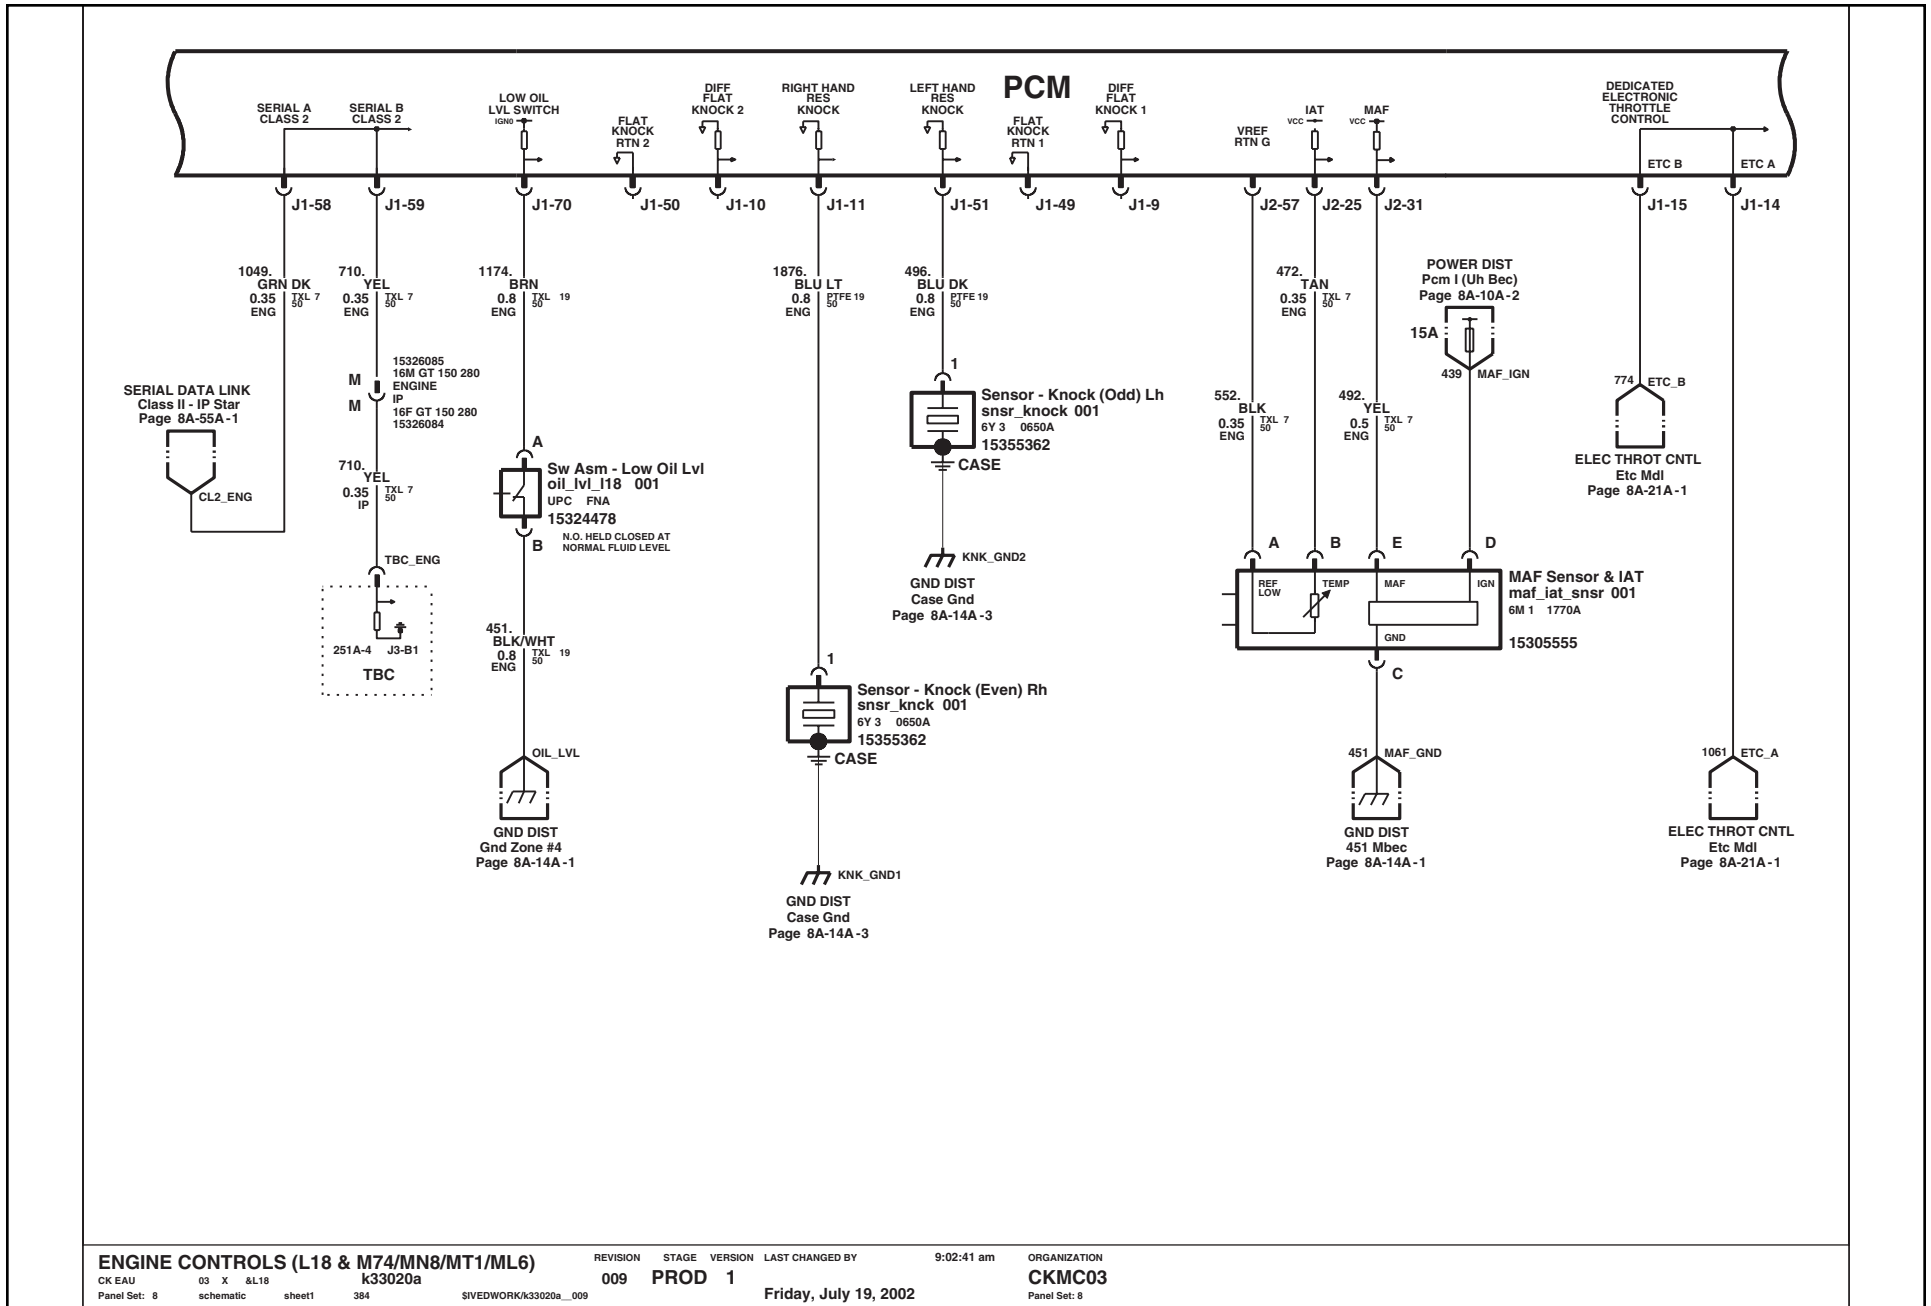 PCM
SERIAL A
CLASS 2
SERIAL B
CLASS 2
LOW OIL
LVL SWITCH
IGN0
FLAT
KNOCK
RTN 2
DIFF
FLAT
KNOCK 2
RIGHT HAND
RES
KNOCK
LEFT HAND
RES
KNOCK
FLAT
KNOCK
RTN 1
DIFF
FLAT
KNOCK 1
VREF
RTN G
IAT
VCC
MAF
VCC
DEDICATED
ELECTRONIC
THROTTLE
CONTROL
ETC B
ETC A
J1-58
J1-59
J1-70
J1-50
J1-10
J1-11
J1-51
J1-49
J1-9
J2-57
J2-25
J2-31
J1-15
J1-14
1049.
GRN DK
0.35 TXL 7
50
ENG
710.
YEL
0.35 TXL 7
50
ENG
1174.
BRN
0.8 TXL 19
50
ENG
1876.
BLU LT
0.8 PTFE 19
50
ENG
496.
BLU DK
0.8 PTFE 19
50
ENG
472.
TAN
0.35 TXL 7
50
ENG
POWER DIST
Pcm I (Uh Bec)
Page 8A-10A-2
15A
439 MAF_IGN
SERIAL DATA LINK
Class II - IP Star
Page 8A-55A-1
CL2_ENG
M
M
15326085
16M GT 150 280
ENGINE
IP
16F GT 150 280
15326084
710.
YEL
0.35 TXL 7
50
IP
TBC_ENG
251A-4 J3-B1
TBC
A
Sw Asm - Low Oil Lvl
oil_lvl_l18 001
UPC FNA
15324478
B
N.O. HELD CLOSED AT
NORMAL FLUID LEVEL
451.
BLK/WHT
0.8 TXL 19
50
ENG
OIL_LVL
GND DIST
Gnd Zone #4
Page 8A-14A-1
1
Sensor - Knock (Odd) Lh
snsr_knock 001
6Y 3 0650A
15355362
CASE
KNK_GND2
GND DIST
Case Gnd
Page 8A-14A-3
1
Sensor - Knock (Even) Rh
snsr_knck 001
6Y 3 0650A
15355362
CASE
KNK_GND1
GND DIST
Case Gnd
Page 8A-14A-3
552.
BLK
0.35 TXL 7
50
ENG
492.
YEL
0.5 TXL 7
50
ENG
A
B
E
D
REF
LOW
TEMP
MAF
IGN
GND
MAF Sensor & IAT
maf_iat_snsr 001
6M 1 1770A
15305555
C
451 MAF_GND
GND DIST
451 Mbec
Page 8A-14A-1
774 ETC_B
ELEC THROT CNTL
Etc Mdl
Page 8A-21A-1
1061 ETC_A
ELEC THROT CNTL
Etc Mdl
Page 8A-21A-1
ENGINE CONTROLS (L18 & M74/MN8/MT1/ML6)
CK EAU 03 X &L18 k33020a
Panel Set: 8 schematic sheet1 384 $IVEDWORK/k33020a__009
REVISION STAGE VERSION LAST CHANGED BY 9:02:41 am ORGANIZATION
009 PROD 1 CKMC03
Friday, July 19, 2002 Panel Set: 8